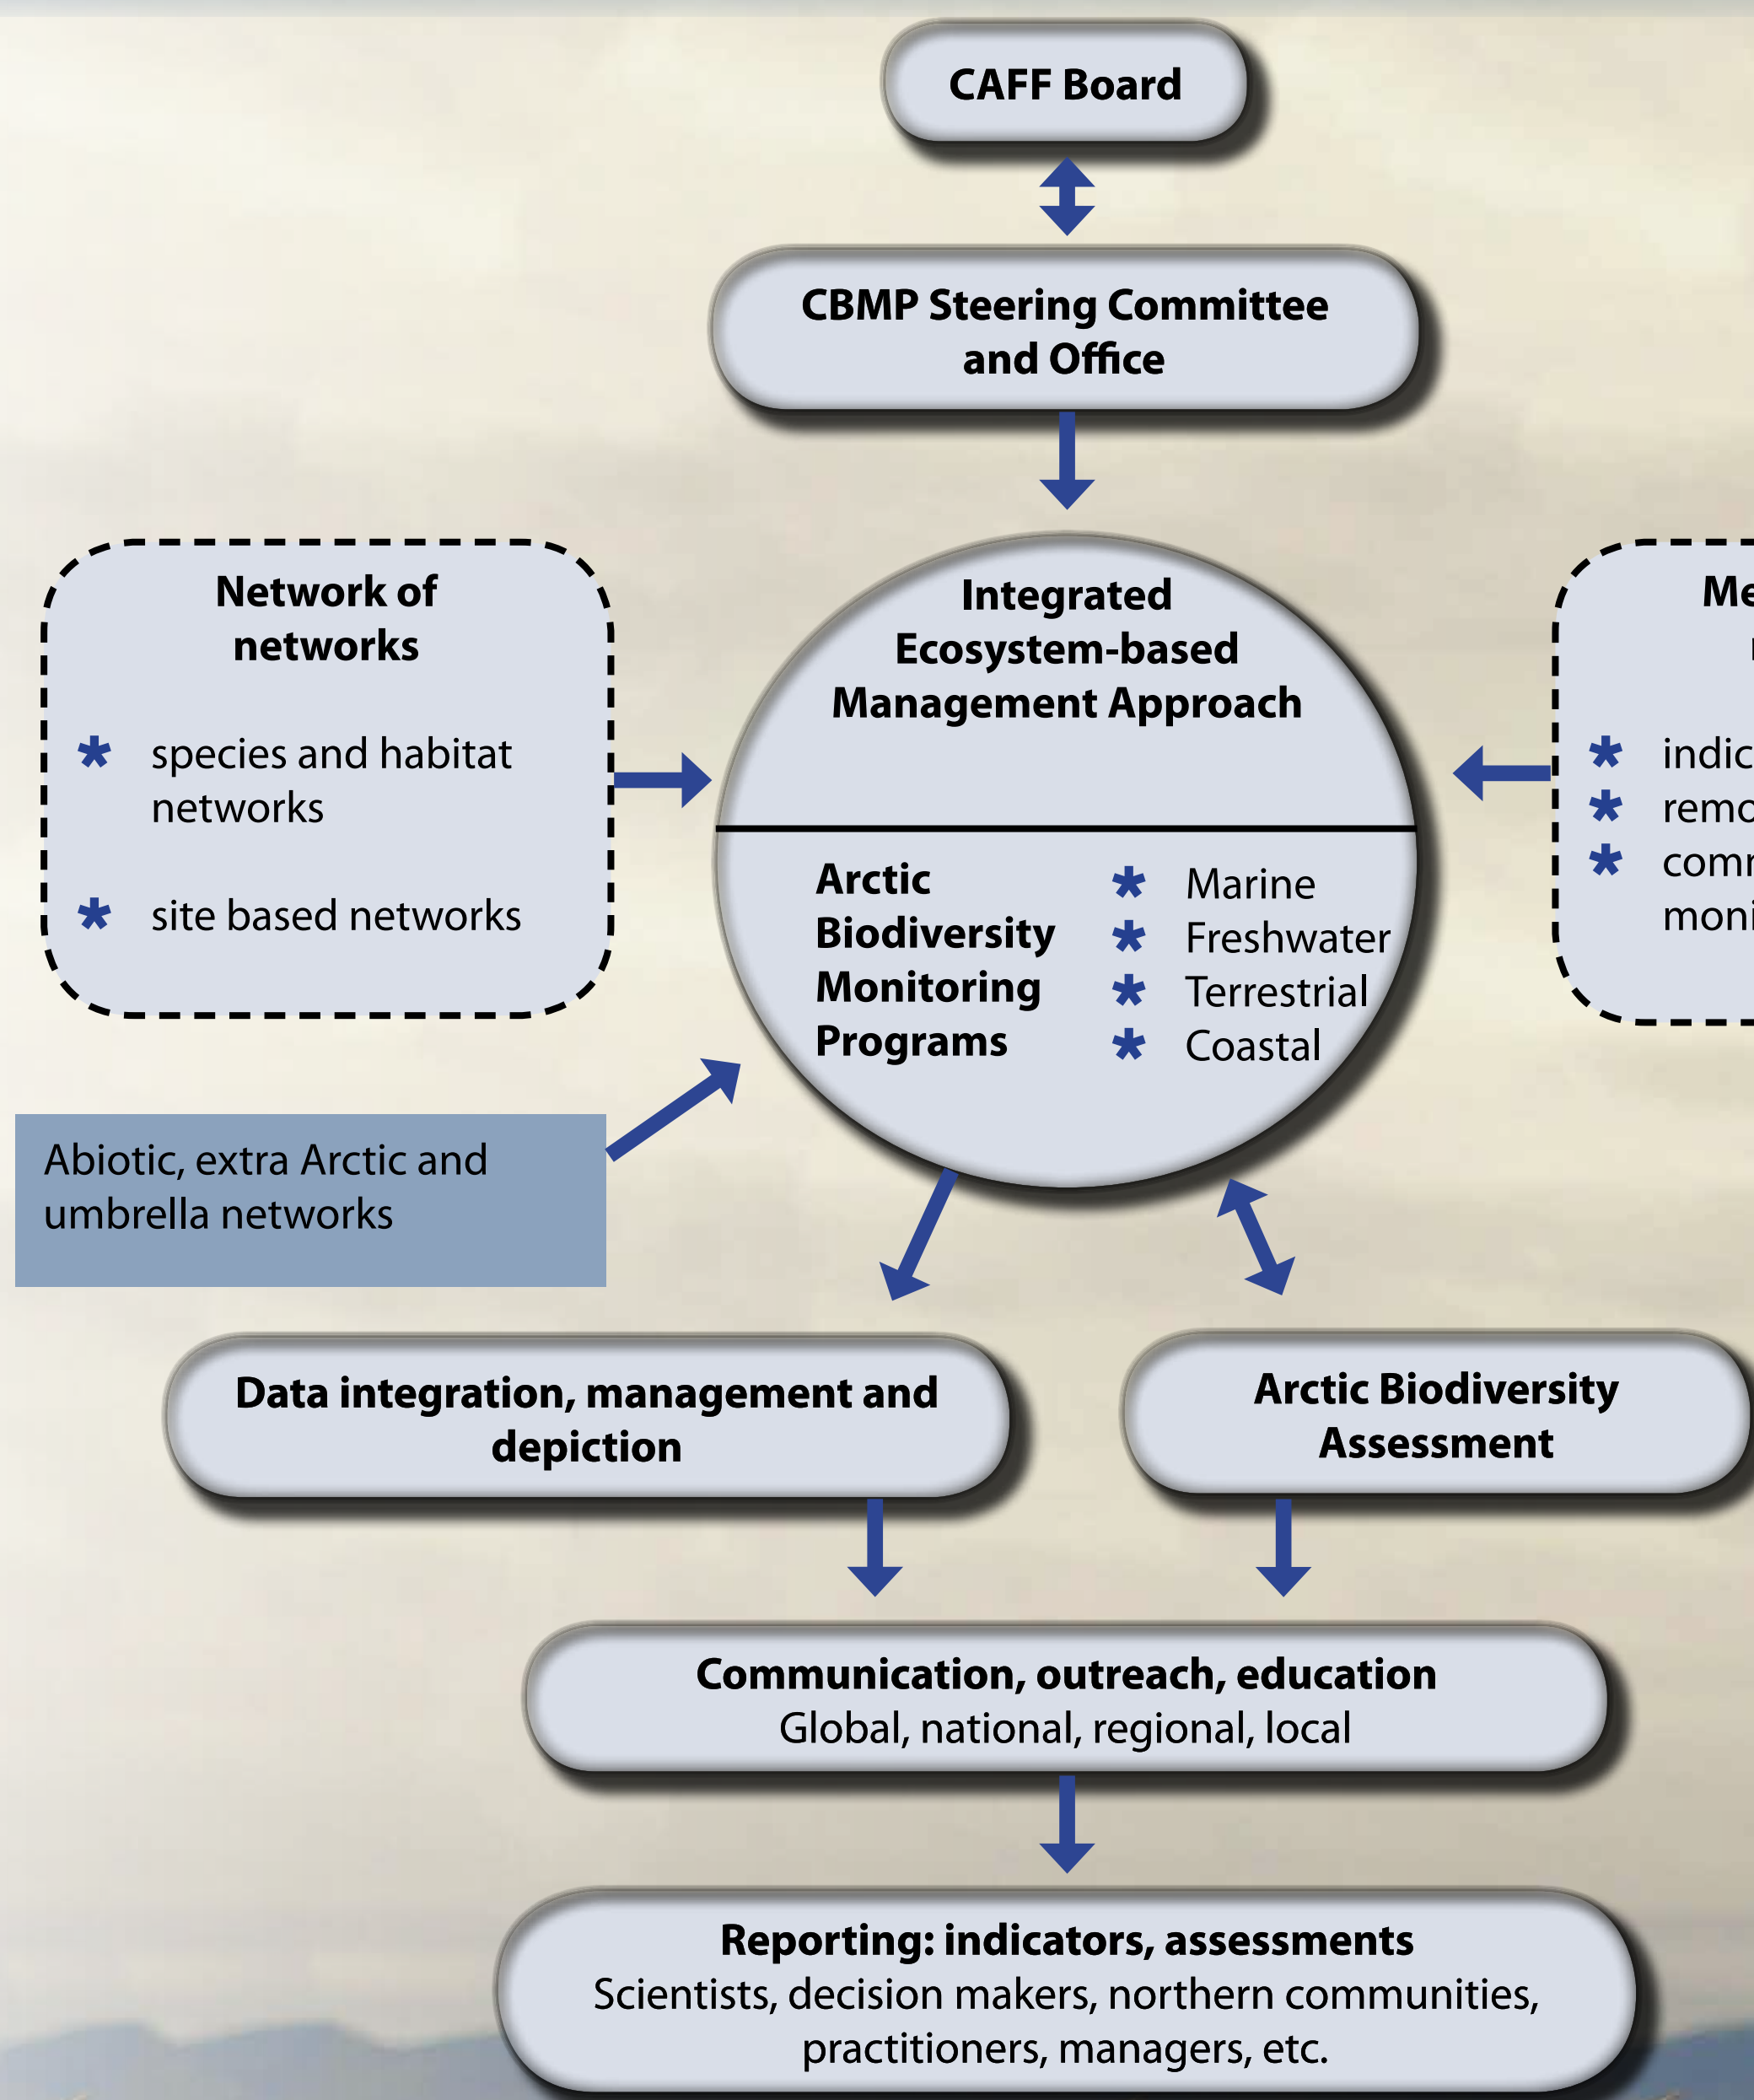 CAFF Board
CBMP Steering Committee
and Office
Network of
networks
* species and habitat
networks
* site based networks
Integrated
Ecosystem-based
Management Approach
Arctic
Biodiversity
Monitoring
Programs
* Marine
* Freshwater
* Terrestrial
* Coastal
Abiotic, extra Arctic and
umbrella networks
Data integration, management and
depiction
Arctic Biodiversity
Assessment
Communication, outreach, education
Global, national, regional, local
Reporting: indicators, assessments
Scientists, decision makers, northern communities,
practitioners, managers, etc.